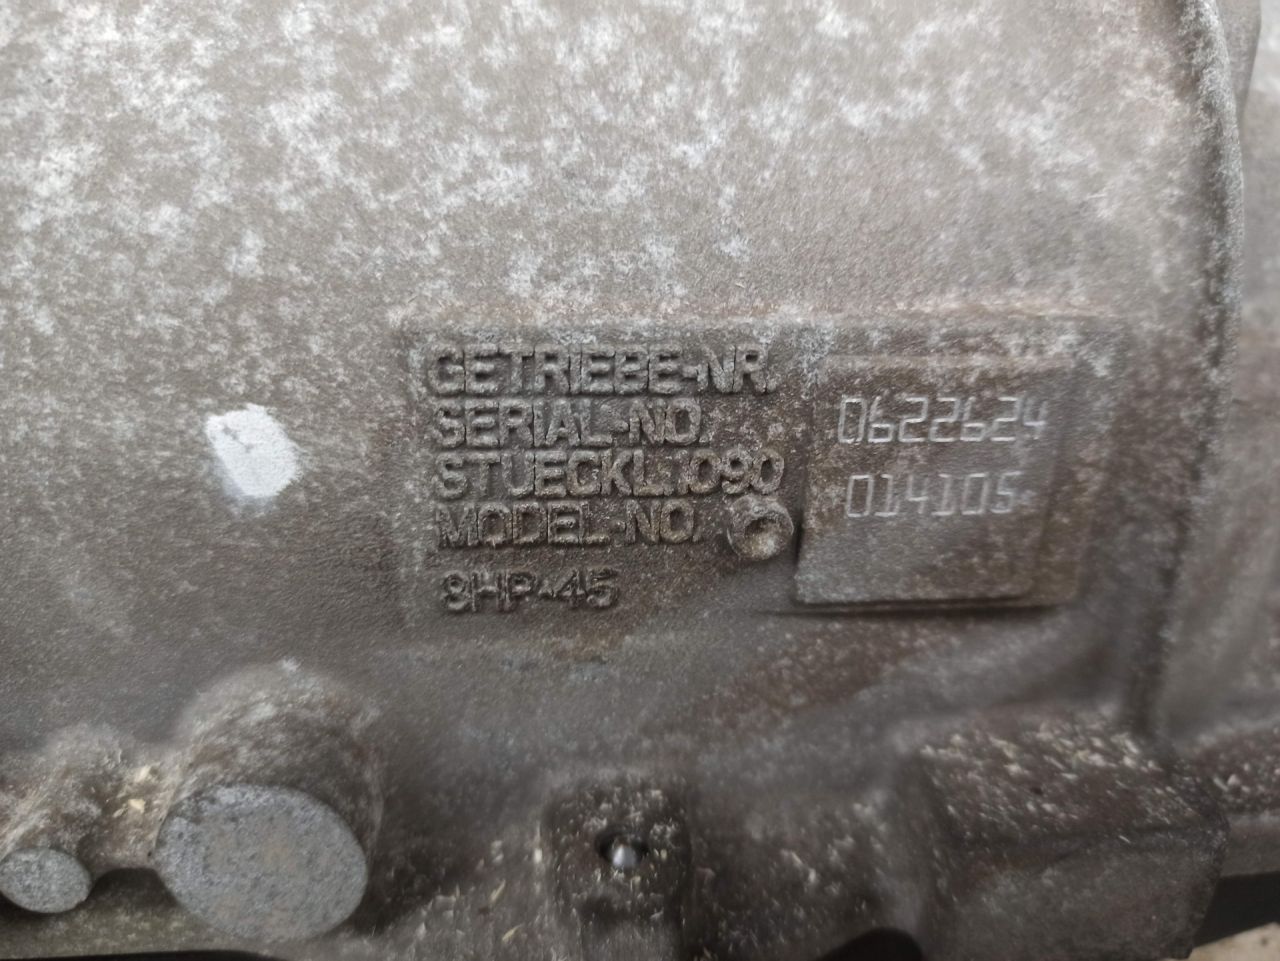 GETRIEBE-NR.
SERIAL-NO.
0622624
STUECKL.1090
MODEL-NO.
014105
8HP-45